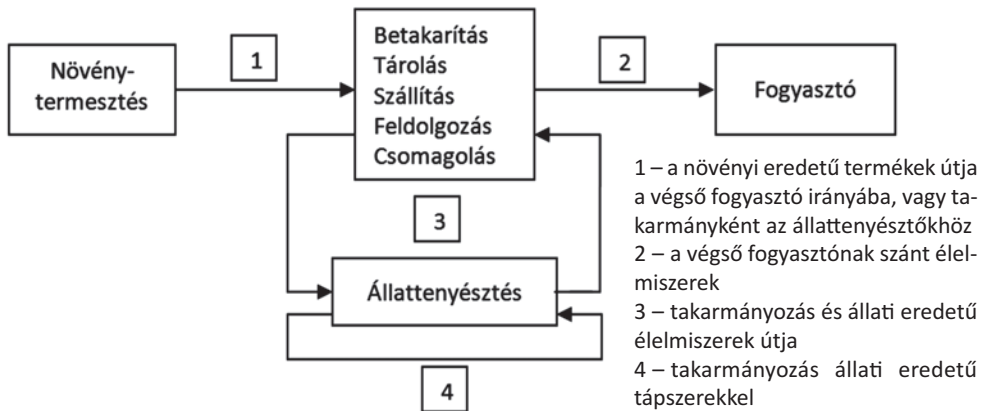 Növény-
termesztés
1
Betakarítás
Tárolás
Szállítás
Feldolgozás
Csomagolás
2
Fogyasztó
3
Állattenyésztés
4
1 – a növényi eredetű termékek útja
a végső fogyasztó irányába, vagy ta-
karmányként az állattenyésztőkhöz
2 – a végső fogyasztónak szánt élel-
miszerek
3 – takarmányozás és állati eredetű
élelmiszerek útja
4 – takarmányozás állati eredetű
tápszerekkel